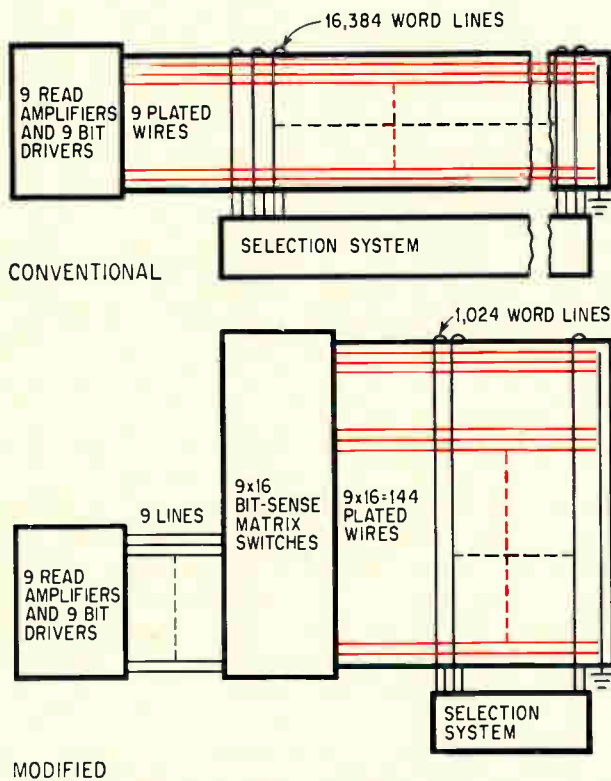 16,384 WORD LINES
9 READ
AMPLIFIERS
AND 9 BIT
DRIVERS
9 PLATED
WIRES
SELECTION SYSTEM
CONVENTIONAL
1,024 WORD LINES
9x16
BIT-SENSE
MATRIX
SWITCHES
9x16=144
PLATED
WIRES
9 LINES
9 READ
AMPLIFIERS
AND 9 BIT
DRIVERS
SELECTION
SYSTEM
MODIFIED